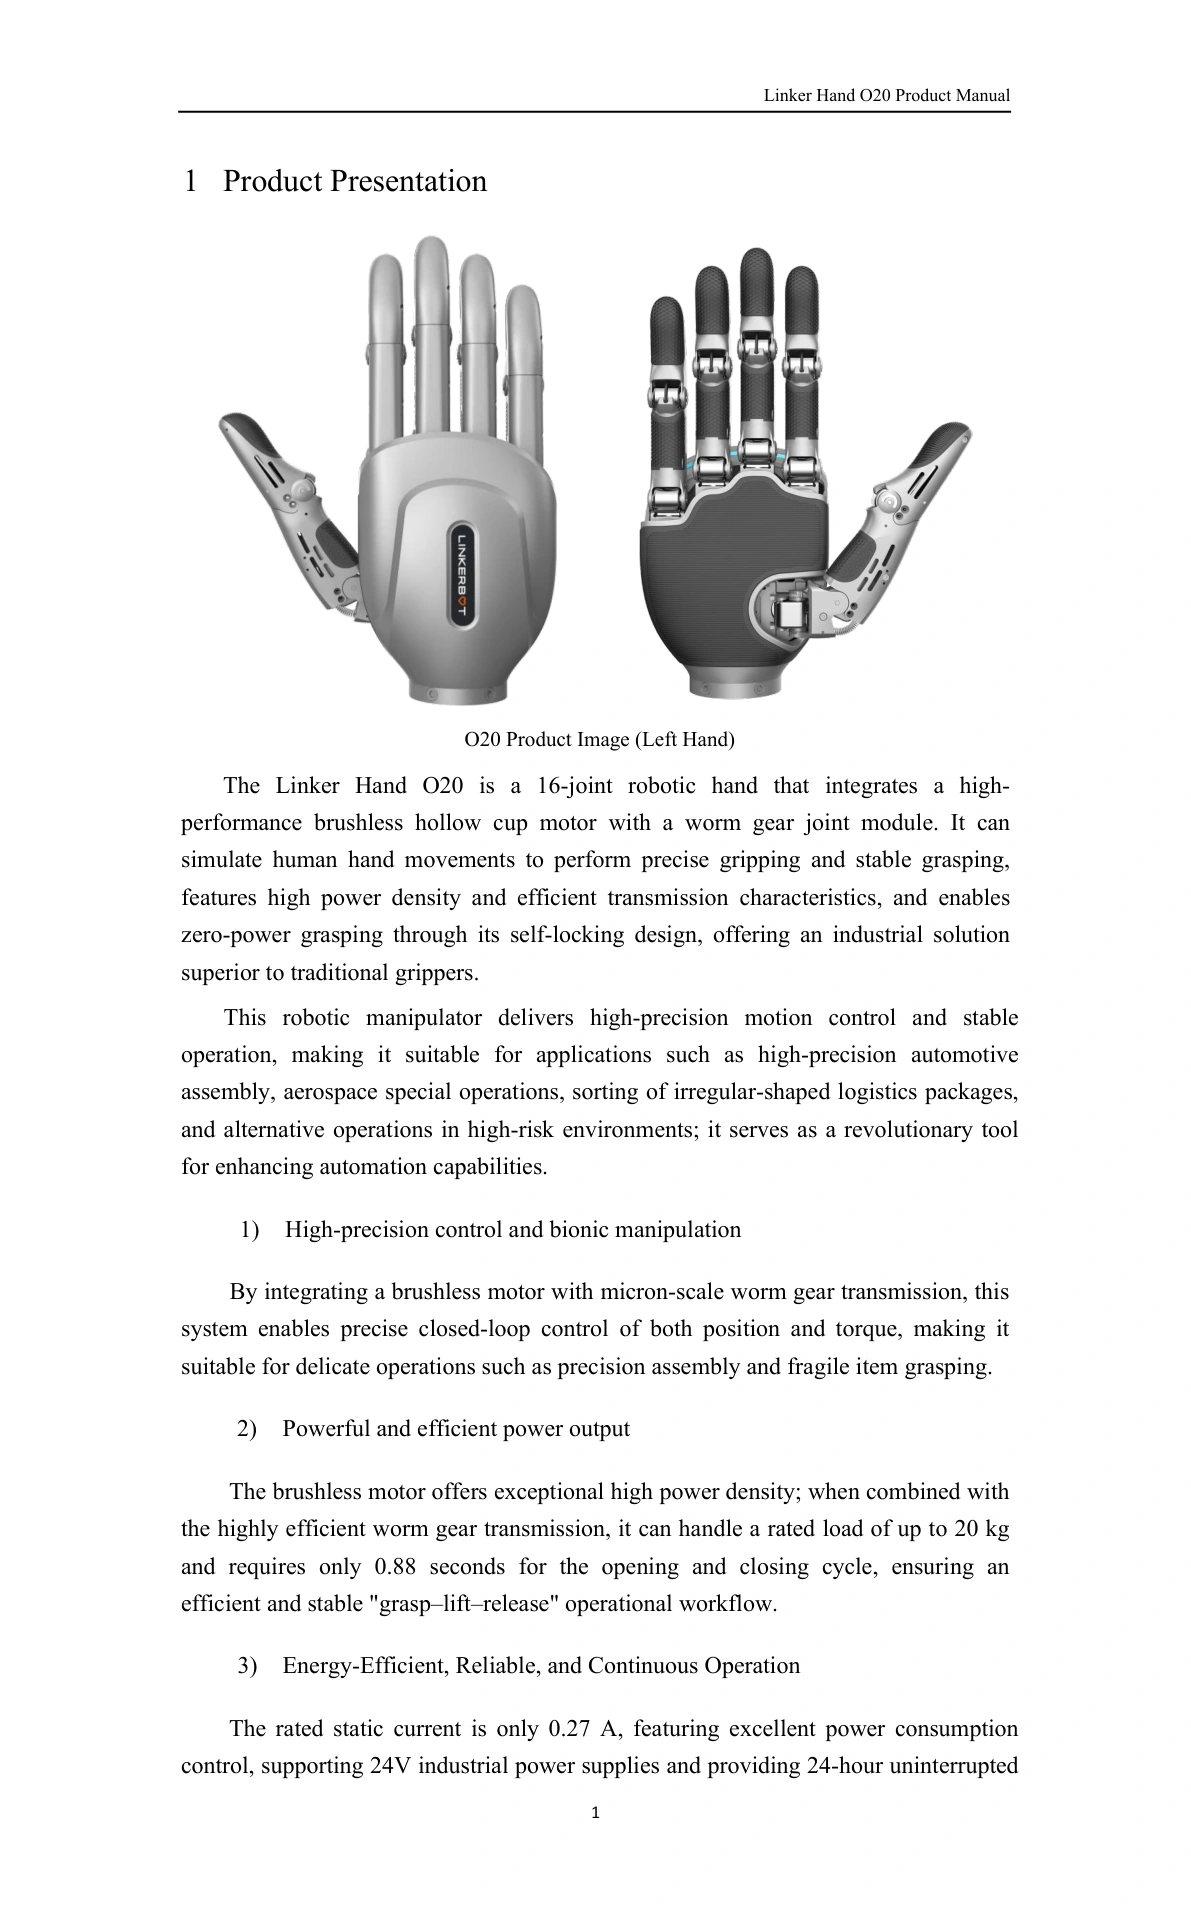 Linker Hand O20 Product Manual
1 Product Presentation
LINKERBOT
O20 Product Image (Left Hand)
The Linker Hand O20 is a 16-joint robotic hand that integrates a high-
performance brushless hollow cup motor with a worm gear joint module. It can
simulate human hand movements to perform precise gripping and stable grasping,
features high power density and efficient transmission characteristics, and enables
zero-power grasping through its self-locking design, offering an industrial solution
superior to traditional grippers.
This robotic manipulator delivers high-precision motion control and stable
operation, making it suitable for applications such as high-precision automotive
assembly, aerospace special operations, sorting of irregular-shaped logistics packages,
and alternative operations in high-risk environments; it serves as a revolutionary tool
for enhancing automation capabilities.
1) High-precision control and bionic manipulation
By integrating a brushless motor with micron-scale worm gear transmission, this
system enables precise closed-loop control of both position and torque, making it
suitable for delicate operations such as precision assembly and fragile item grasping.
2) Powerful and efficient power output
The brushless motor offers exceptional high power density; when combined with
the highly efficient worm gear transmission, it can handle a rated load of up to 20 kg
and requires only 0.88 seconds for the opening and closing cycle, ensuring an
efficient and stable "grasp–lift–release" operational workflow.
3) Energy-Efficient, Reliable, and Continuous Operation
The rated static current is only 0.27 A, featuring excellent power consumption
control, supporting 24V industrial power supplies and providing 24-hour uninterrupted
1